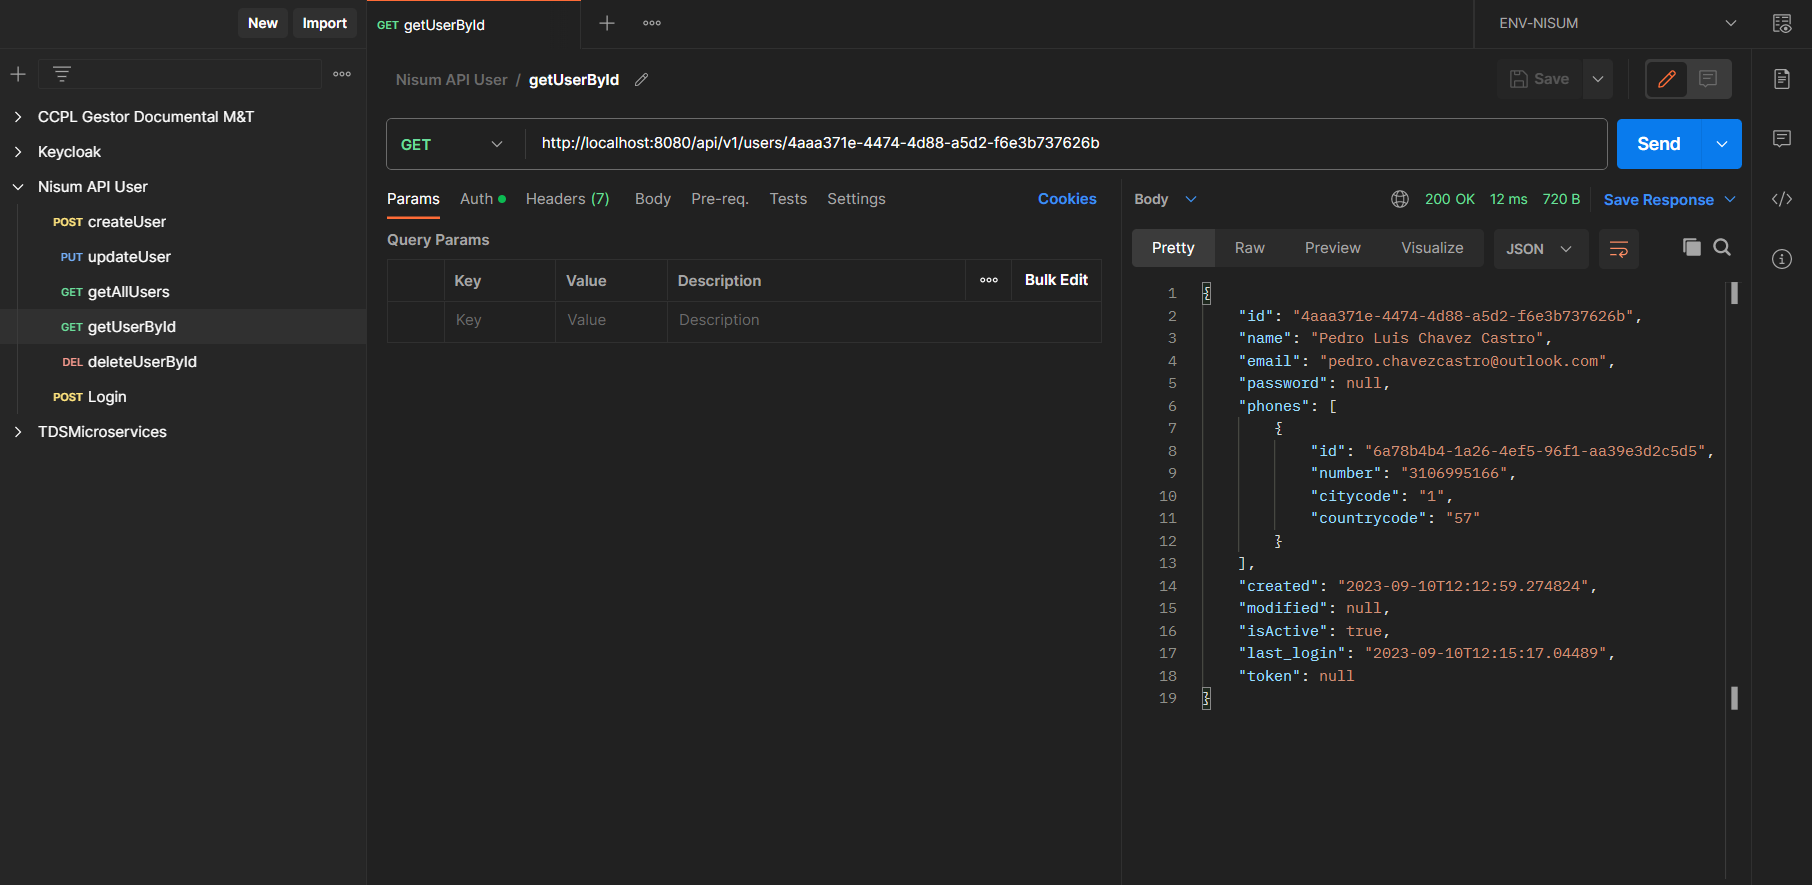 New Import
GET getUserById
ENV-NISUM
CCPL Gestor Documental M&T
Keycloak
Nisum API User
POST createUser
PUT updateUser
GET getAllUsers
GET getUserById
DEL deleteUserById
POST Login
TDSMicroservices
Nisum API User / getUserById
Save
GET http://localhost:8080/api/v1/users/4aaa371e-4474-4d88-a5d2-f6e3b737626b
Send
Params Auth Headers (7) Body Pre-req. Tests Settings Cookies
Query Params
Key Value Description Bulk Edit
Key Value Description
Body 200 OK 12 ms 720 B Save Response
Pretty Raw Preview Visualize JSON
1 {
2 "id": "4aaa371e-4474-4d88-a5d2-f6e3b737626b",
3 "name": "Pedro Luis Chavez Castro",
4 "email": "pedro.chavezcastro@outlook.com",
5 "password": null,
6 "phones": [
7 {
8 "id": "6a78b4b4-1a26-4ef5-96f1-aa39e3d2c5d5",
9 "number": "3106995166",
10 "citycode": "1",
11 "countrycode": "57"
12 }
13 ],
14 "created": "2023-09-10T12:12:59.274824",
15 "modified": null,
16 "isActive": true,
17 "last_login": "2023-09-10T12:15:17.04489",
18 "token": null
19 }